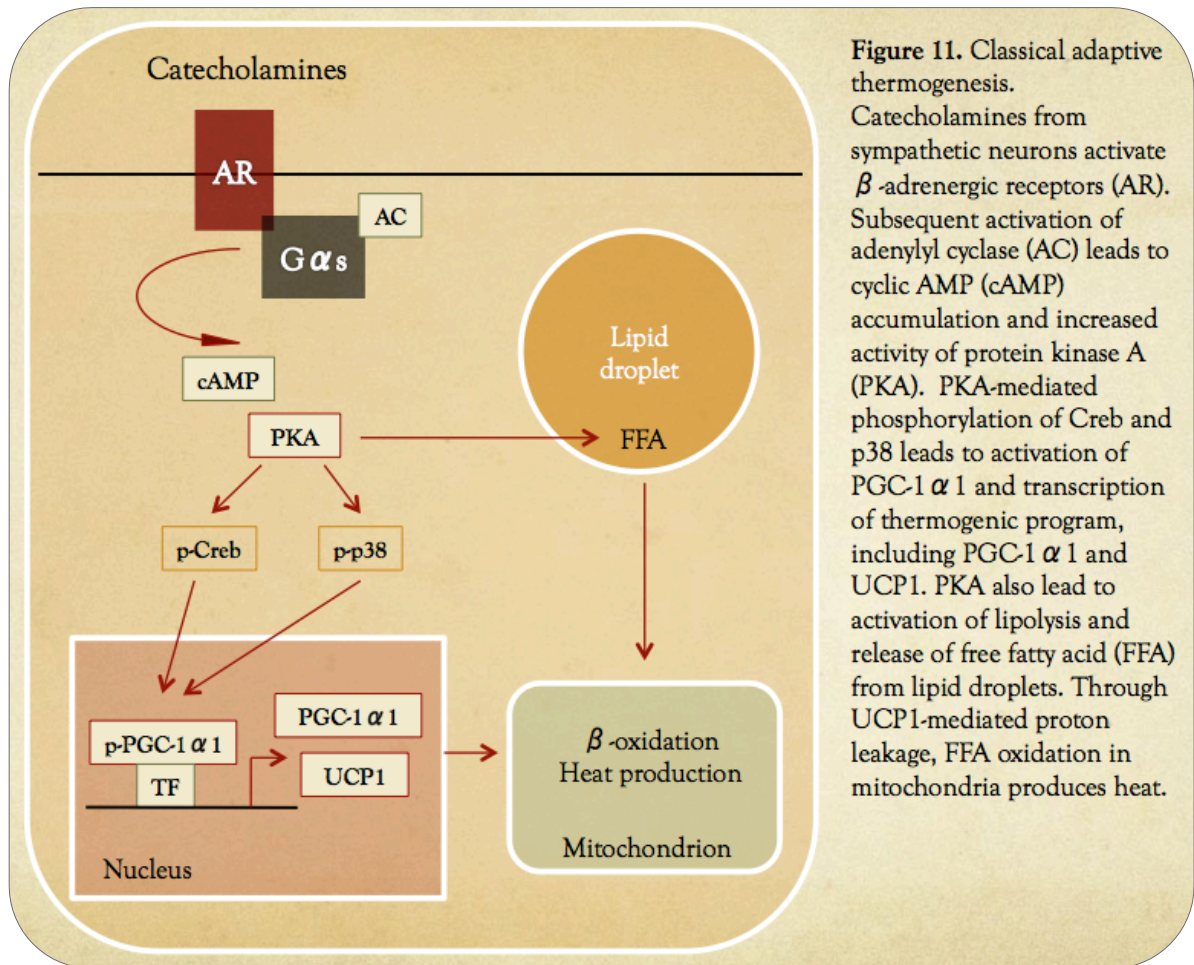 Catecholamines
AR
AC
Gαs
cAMP
PKA
Lipid
droplet
FFA
p-Creb
p-p38
p-PGC-1α1
TF
PGC-1α1
UCP1
Nucleus
β-oxidation
Heat production
Mitochondrion
Figure 11. Classical adaptive
thermogenesis.
Catecholamines from
sympathetic neurons activate
β-adrenergic receptors (AR).
Subsequent activation of
adenylyl cyclase (AC) leads to
cyclic AMP (cAMP)
accumulation and increased
activity of protein kinase A
(PKA). PKA-mediated
phosphorylation of Creb and
p38 leads to activation of
PGC-1α1 and transcription
of thermogenic program,
including PGC-1α1 and
UCP1. PKA also lead to
activation of lipolysis and
release of free fatty acid (FFA)
from lipid droplets. Through
UCP1-mediated proton
leakage, FFA oxidation in
mitochondria produces heat.